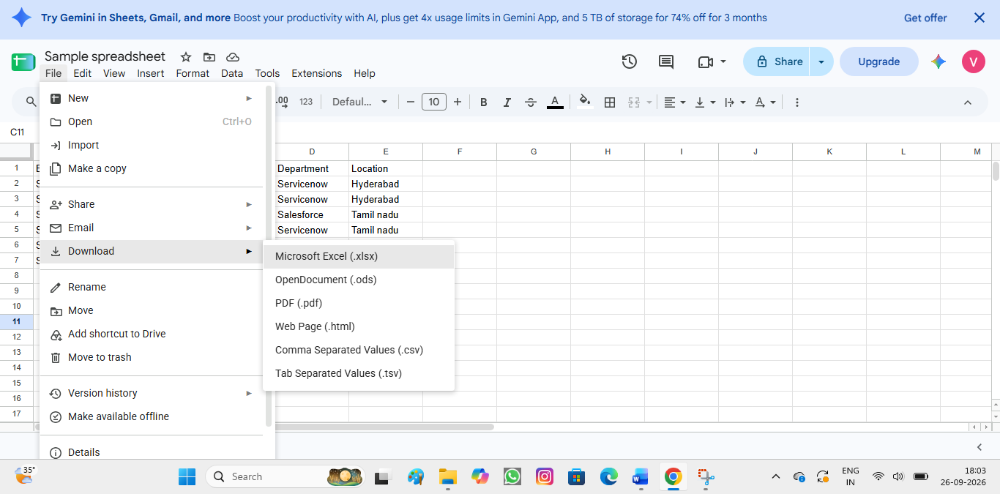 Try Gemini in Sheets, Gmail, and more Boost your productivity with AI, plus get 4x usage limits in Gemini App, and 5 TB of storage for 74% off for 3 months
Get offer
Sample spreadsheet
File Edit View Insert Format Data Tools Extensions Help
Share
Upgrade
V
.00 123 Defaul... 10 B I A A
C11
D E F G H I J K L M
1 Department Location
2 Servicenow Hyderabad
3 Servicenow Hyderabad
4 Salesforce Tamil nadu
5 Servicenow Tamil nadu
6
7
8
9
10
11
12
13
14
15
16
17
New
Open Ctrl+O
Import
Make a copy
Share
Email
Download
Rename
Move
Add shortcut to Drive
Move to trash
Version history
Make available offline
Details
Microsoft Excel (.xlsx)
OpenDocument (.ods)
PDF (.pdf)
Web Page (.html)
Comma Separated Values (.csv)
Tab Separated Values (.tsv)
35°
Search
ENG
IN
18:03
26-09-2026